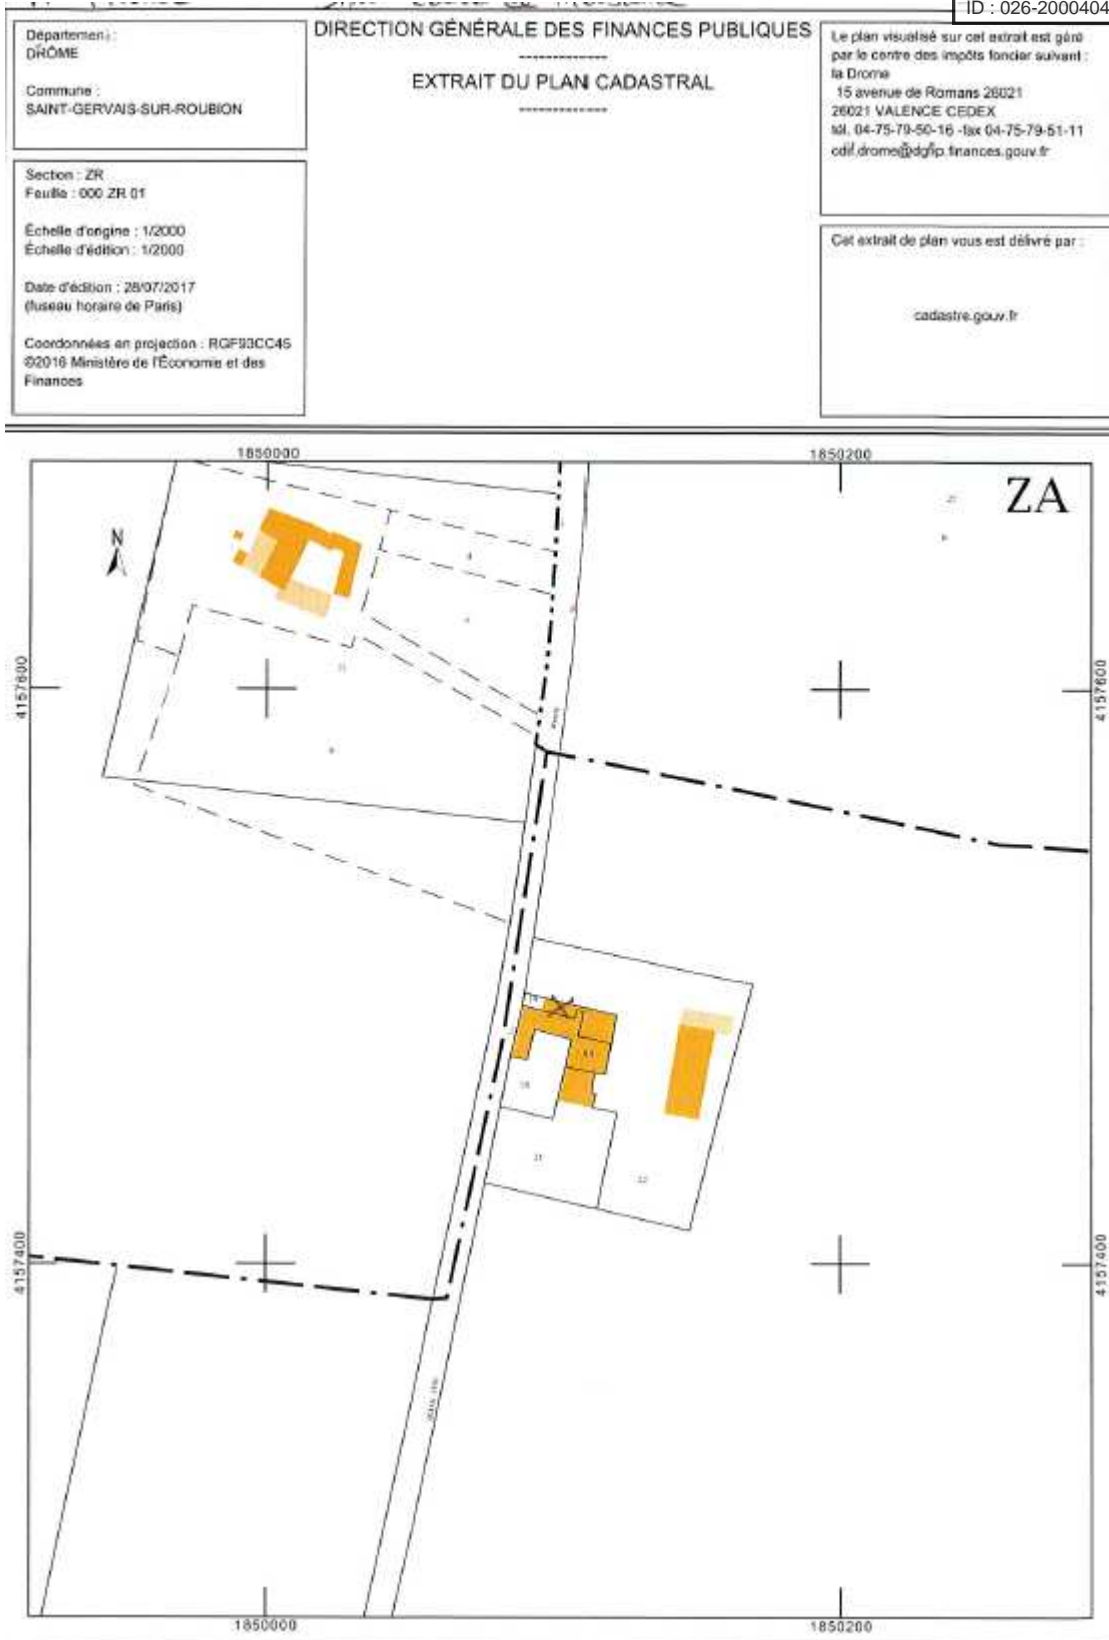 ID : 026-2000404
Département :
DRÔME
Commune :
SAINT-GERVAIS-SUR-ROUBION
Section : ZR
Feuille : 000 ZR 01
Échelle d'origine : 1/2000
Échelle d'édition : 1/2000
Date d'édition : 28/07/2017
(fuseau horaire de Paris)
Coordonnées en projection : RGF93CC45
©2016 Ministère de l'Économie et des
Finances
DIRECTION GÉNÉRALE DES FINANCES PUBLIQUES
-------------
EXTRAIT DU PLAN CADASTRAL
-------------
Le plan visualisé sur cet extrait est géré
par le centre des impôts foncier suivant :
la Drome
15 avenue de Romans 26021
26021 VALENCE CEDEX
tél. 04-75-79-50-16 -fax 04-75-79-51-11
cdif.drome@dgfip.finances.gouv.fr
Cet extrait de plan vous est délivré par :
cadastre.gouv.fr
1850000
1850200
ZA
N
4157600
4157600
4157400
4157400
1850000
1850200